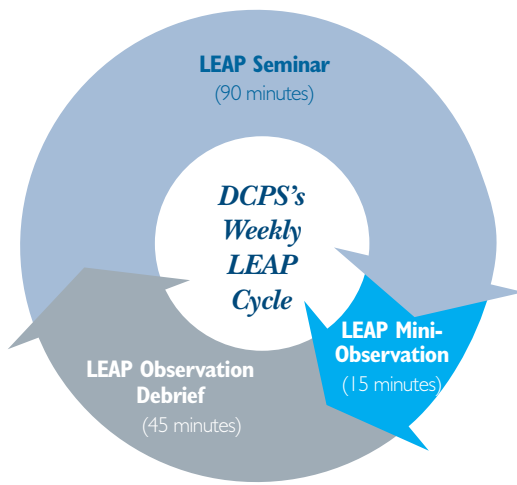 LEAP Seminar
(90 minutes)
DCPS's
Weekly
LEAP
Cycle
LEAP Mini-
Observation
(15 minutes)
LEAP Observation
Debrief
(45 minutes)